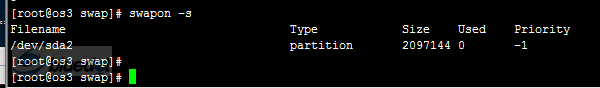 [root@os3 swap]# swapon -s
Filename Type Size Used Priority
/dev/sda2 partition 2097144 0 -1
[root@os3 swap]#
[root@os3 swap]#